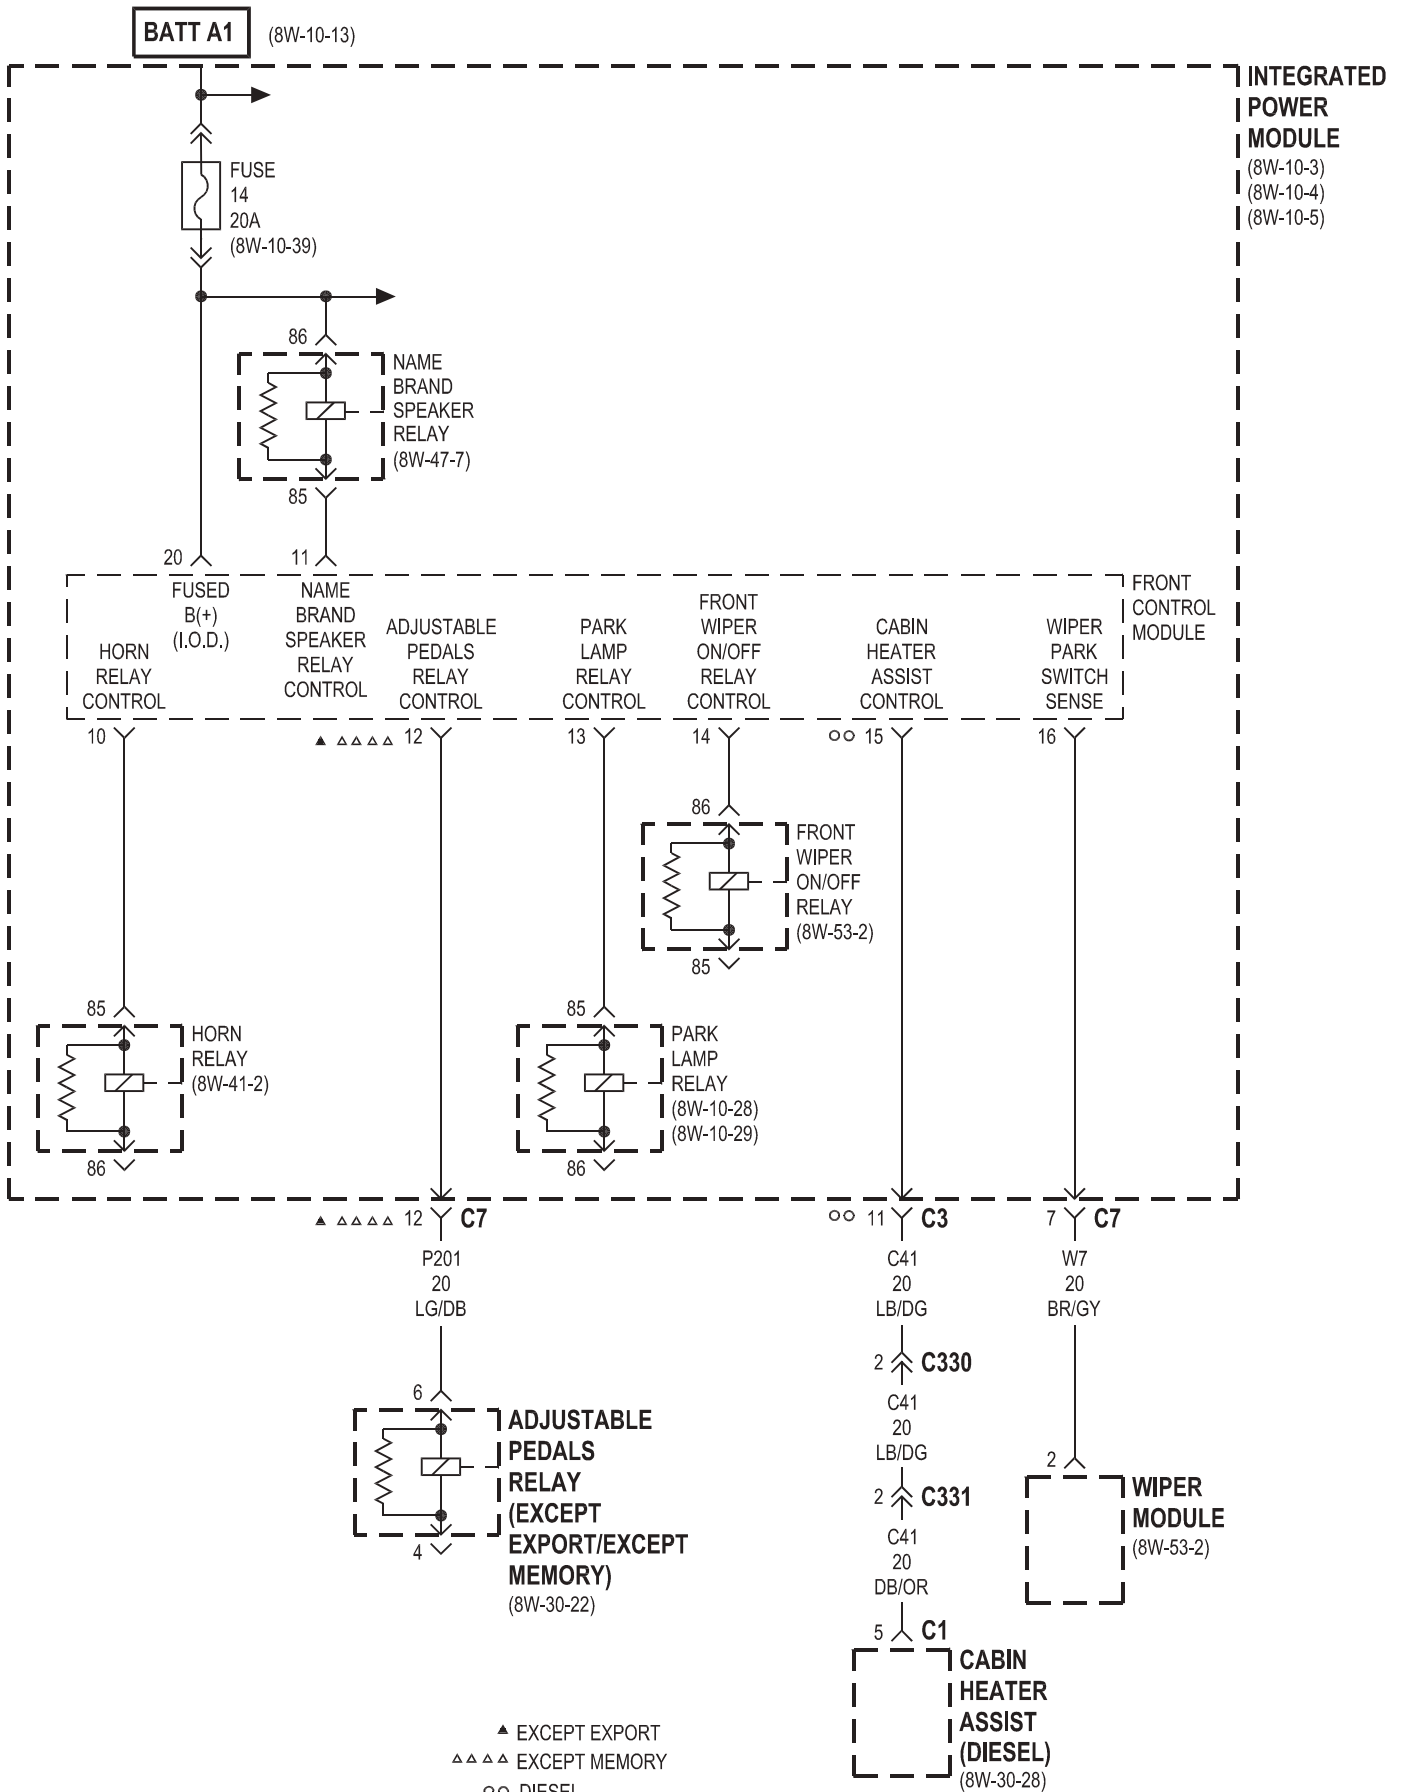 BATT A1 (8W-10-13)
INTEGRATED
POWER
MODULE
(8W-10-3)
(8W-10-4)
(8W-10-5)
FUSE
14
20A
(8W-10-39)
86
NAME
BRAND
SPEAKER
RELAY
(8W-47-7)
85
20
11
FRONT
CONTROL
MODULE
HORN
RELAY
CONTROL
FUSED
B(+)
(I.O.D.)
NAME
BRAND
SPEAKER
RELAY
CONTROL
ADJUSTABLE
PEDALS
RELAY
CONTROL
PARK
LAMP
RELAY
CONTROL
FRONT
WIPER
ON/OFF
RELAY
CONTROL
CABIN
HEATER
ASSIST
CONTROL
WIPER
PARK
SWITCH
SENSE
10
12
13
14
15
16
86
FRONT
WIPER
ON/OFF
RELAY
(8W-53-2)
85
85
HORN
RELAY
(8W-41-2)
86
85
PARK
LAMP
RELAY
(8W-10-28)
(8W-10-29)
86
12 C7
P201
20
LG/DB
6
ADJUSTABLE
PEDALS
RELAY
(EXCEPT
EXPORT/EXCEPT
MEMORY)
(8W-30-22)
4
11 C3
C41
20
LB/DG
2 C330
C41
20
LB/DG
2 C331
C41
20
DB/OR
5 C1
CABIN
HEATER
ASSIST
(DIESEL)
(8W-30-28)
7 C7
W7
20
BR/GY
2
WIPER
MODULE
(8W-53-2)
EXCEPT EXPORT
EXCEPT MEMORY
DIESEL